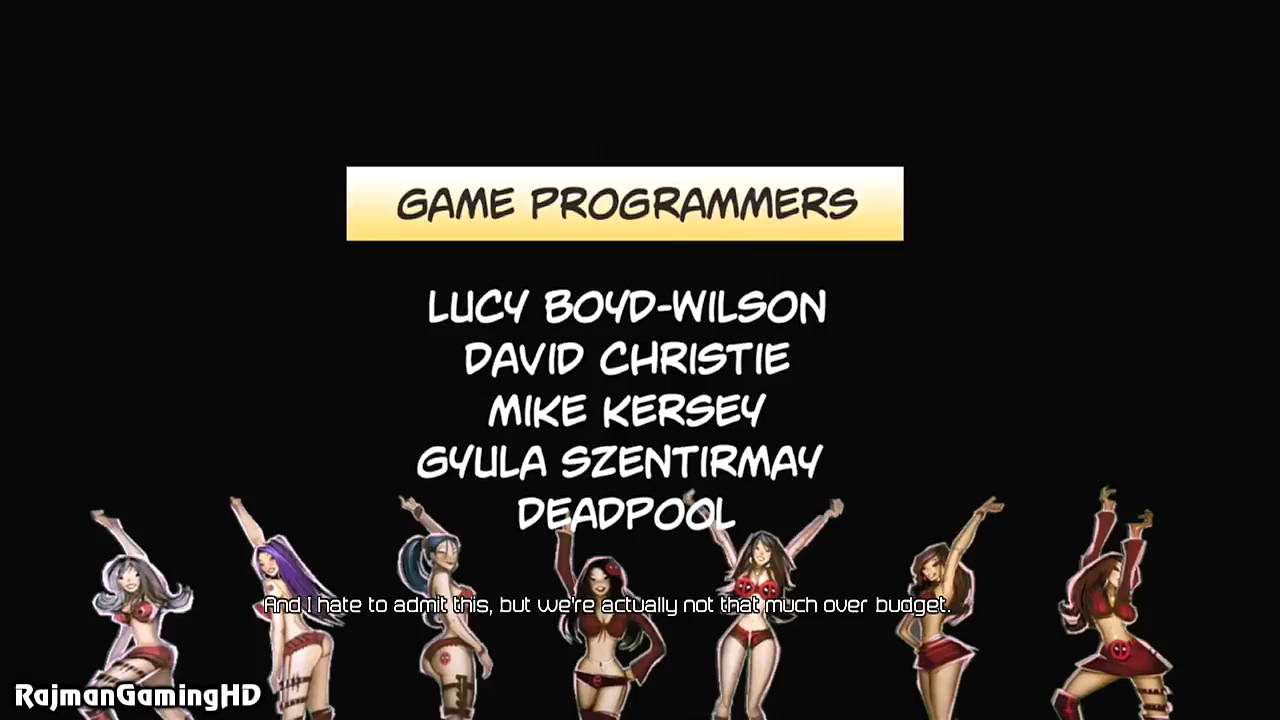 GAME PROGRAMMERS
LUCY BOYD-WILSON
DAVID CHRISTIE
MIKE KERSEY
GYULA SZENTIRMAY
DEADPOOL
And I hate to admit this, but we're actually not that much over budget.
RajmanGamingHD